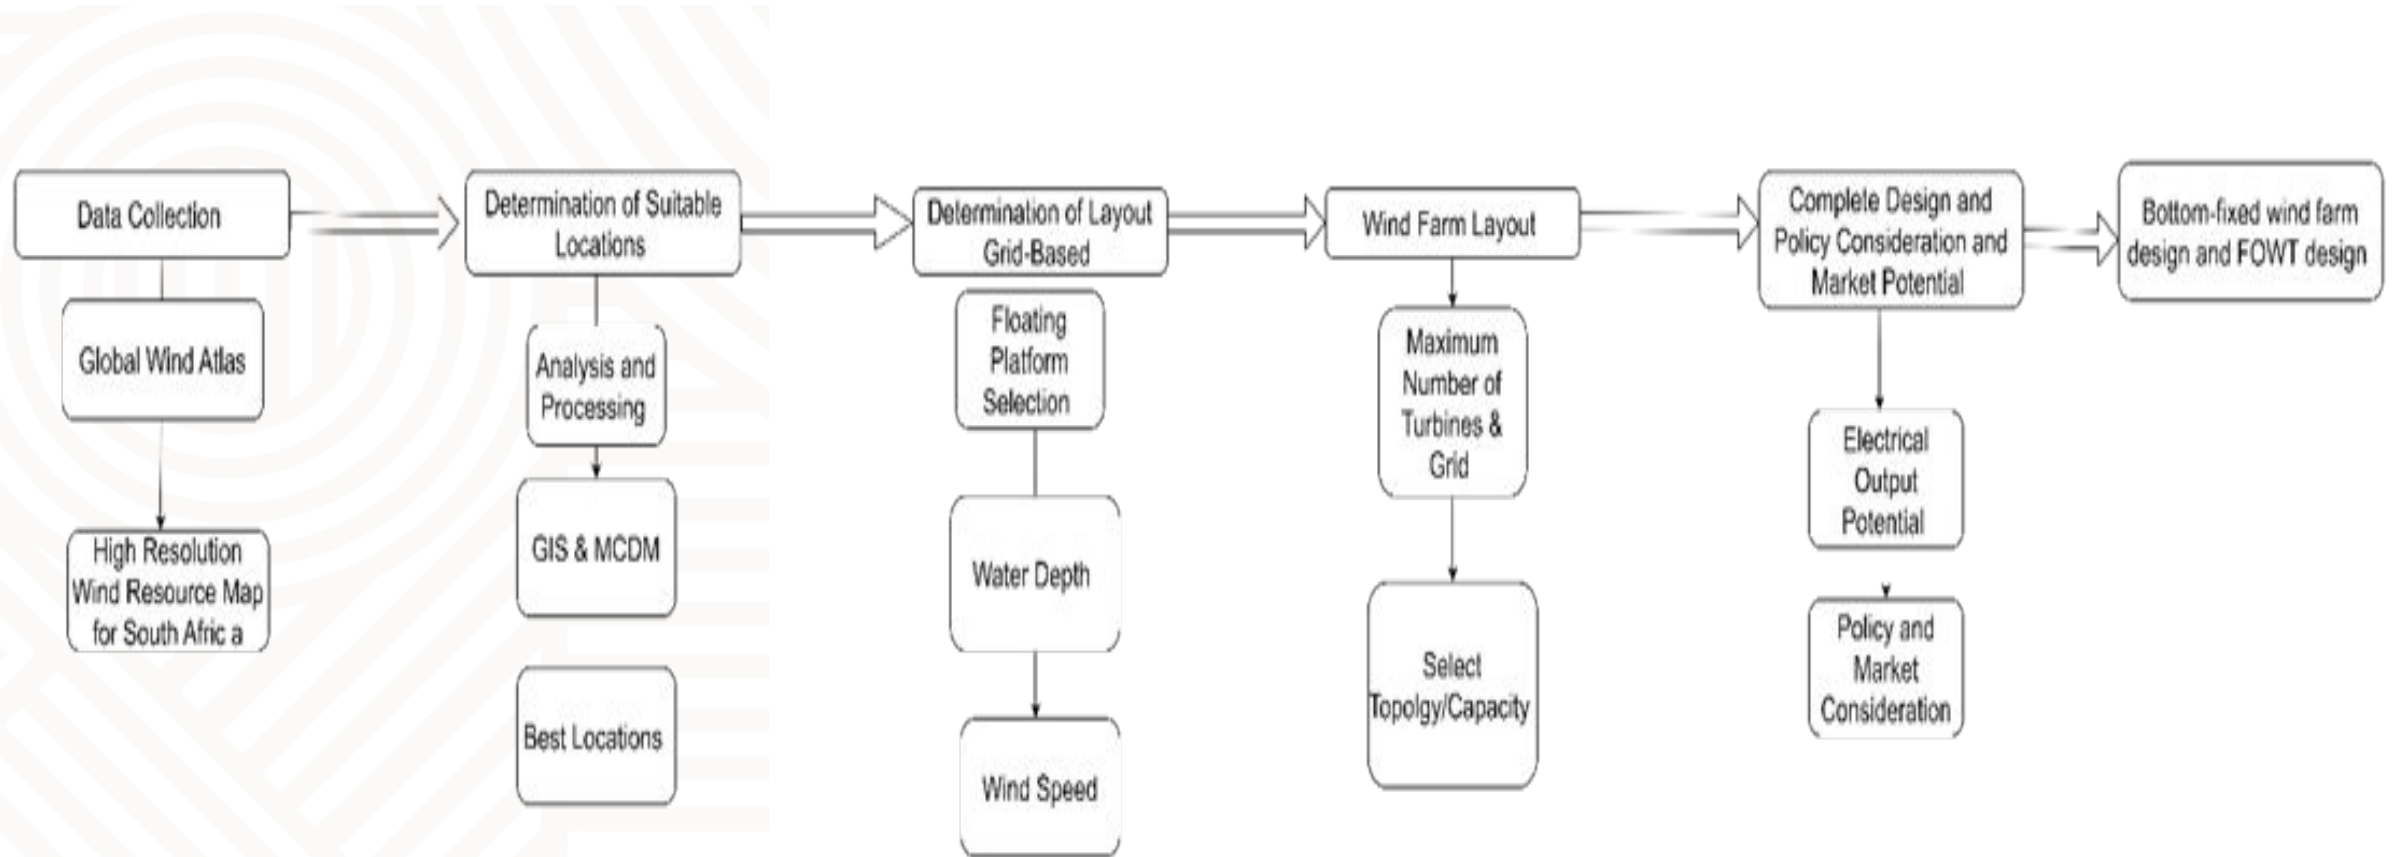 Data Collection
Global Wind Atlas
High Resolution
Wind Resource Map
for South Afric a
Determination of Suitable
Locations
Analysis and
Processing
GIS & MCDM
Best Locations
Determination of Layout
Grid-Based
Floating
Platform
Selection
Water Depth
Wind Speed
Wind Farm Layout
Maximum
Number of
Turbines &
Grid
Select
Topolgy/Capacity
Complete Design and
Policy Consideration and
Market Potential
Electrical
Output
Potential
Policy and
Market
Consideration
Bottom-fixed wind farm
design and FOWT design